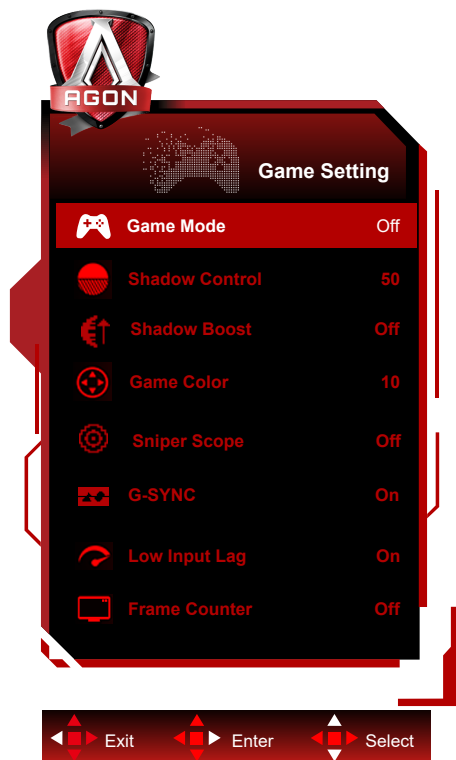 AGON
Game Setting
Game Mode Off
Shadow Control 50
Shadow Boost Off
Game Color 10
Sniper Scope Off
G-SYNC On
Low Input Lag On
Frame Counter Off
Exit Enter Select